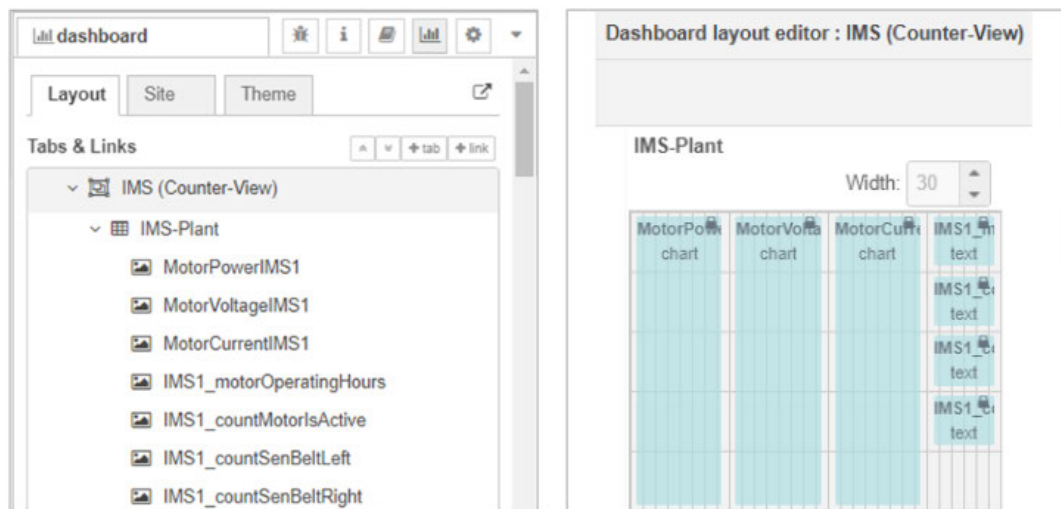 dashboard
i
Layout
Site
Theme
Tabs & Links
+tab
+link
IMS (Counter-View)
IMS-Plant
MotorPowerIMS1
MotorVoltageIMS1
MotorCurrentIMS1
IMS1_motorOperatingHours
IMS1_countMotorIsActive
IMS1_countSenBeltLeft
IMS1_countSenBeltRight
Dashboard layout editor : IMS (Counter-View)
IMS-Plant
Width: 30
chart
chart
chart
text
text
text
text